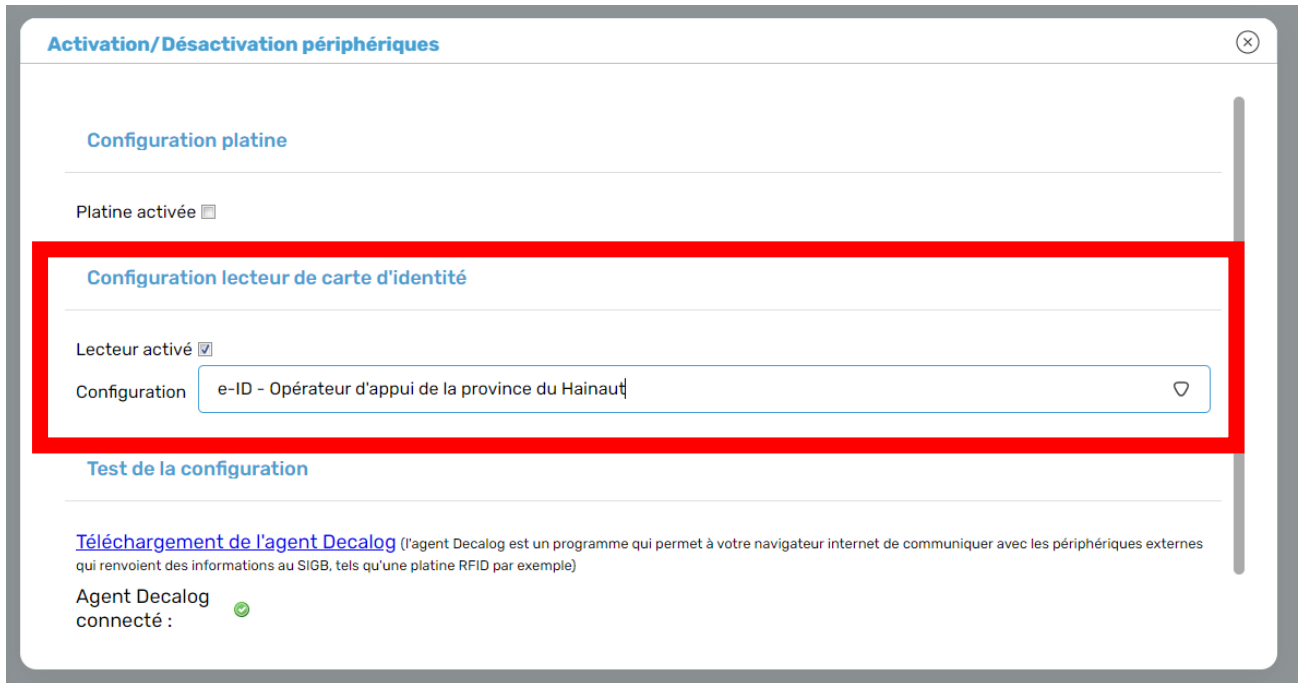 Activation/Désactivation périphériques
Configuration platine
Platine activée
Configuration lecteur de carte d'identité
Lecteur activé
Configuration e-ID - Opérateur d'appui de la province du Hainaut
Test de la configuration
Téléchargement de l'agent Decalog (l'agent Decalog est un programme qui permet à votre navigateur internet de communiquer avec les périphériques externes
qui renvoient des informations au SIGB, tels qu'une platine RFID par exemple)
Agent Decalog
connecté :